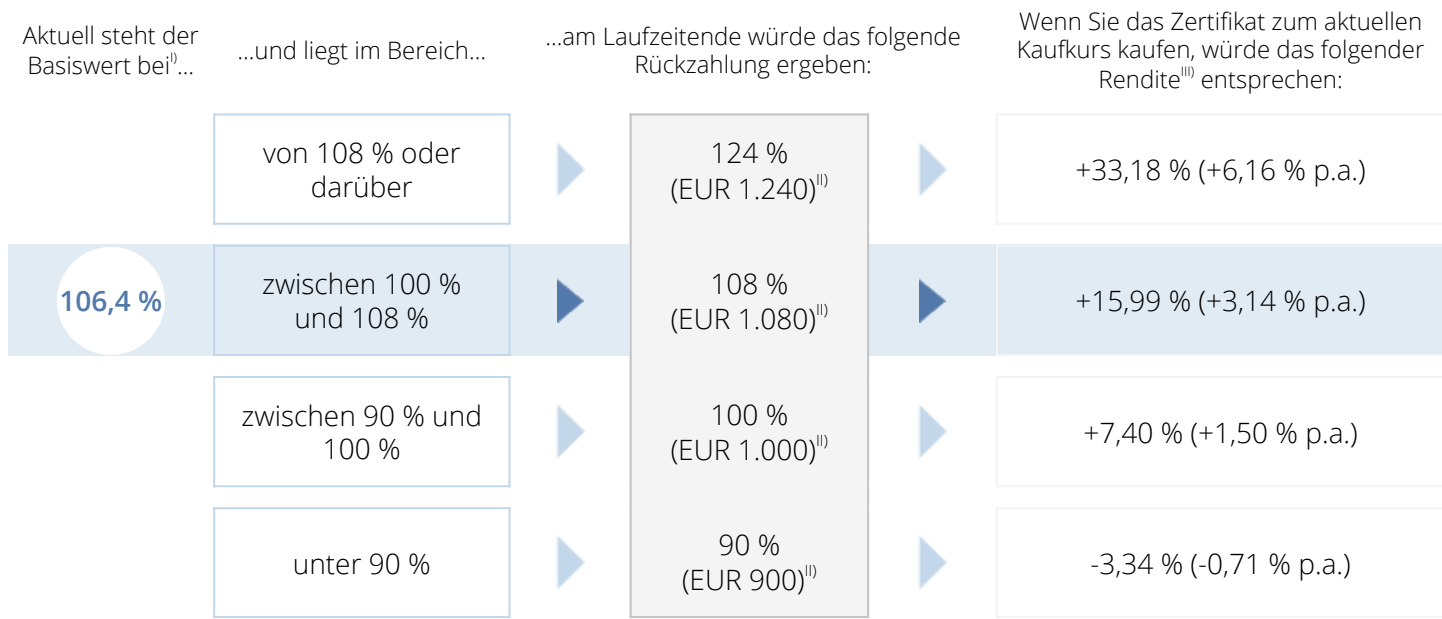 Aktuell steht der
Basiswert bei I)...
...und liegt im Bereich...
...am Laufzeitende würde das folgende
Rückzahlung ergeben:
Wenn Sie das Zertifikat zum aktuellen
Kaufkurs kaufen, würde das folgender
Rendite III) entsprechen:
von 108 % oder
darüber
124 %
(EUR 1.240) II)
+33,18 % (+6,16 % p.a.)
106,4 %
zwischen 100 %
und 108 %
108 %
(EUR 1.080) II)
+15,99 % (+3,14 % p.a.)
zwischen 90 % und
100 %
100 %
(EUR 1.000) II)
+7,40 % (+1,50 % p.a.)
unter 90 %
90 %
(EUR 900) II)
-3,34 % (-0,71 % p.a.)